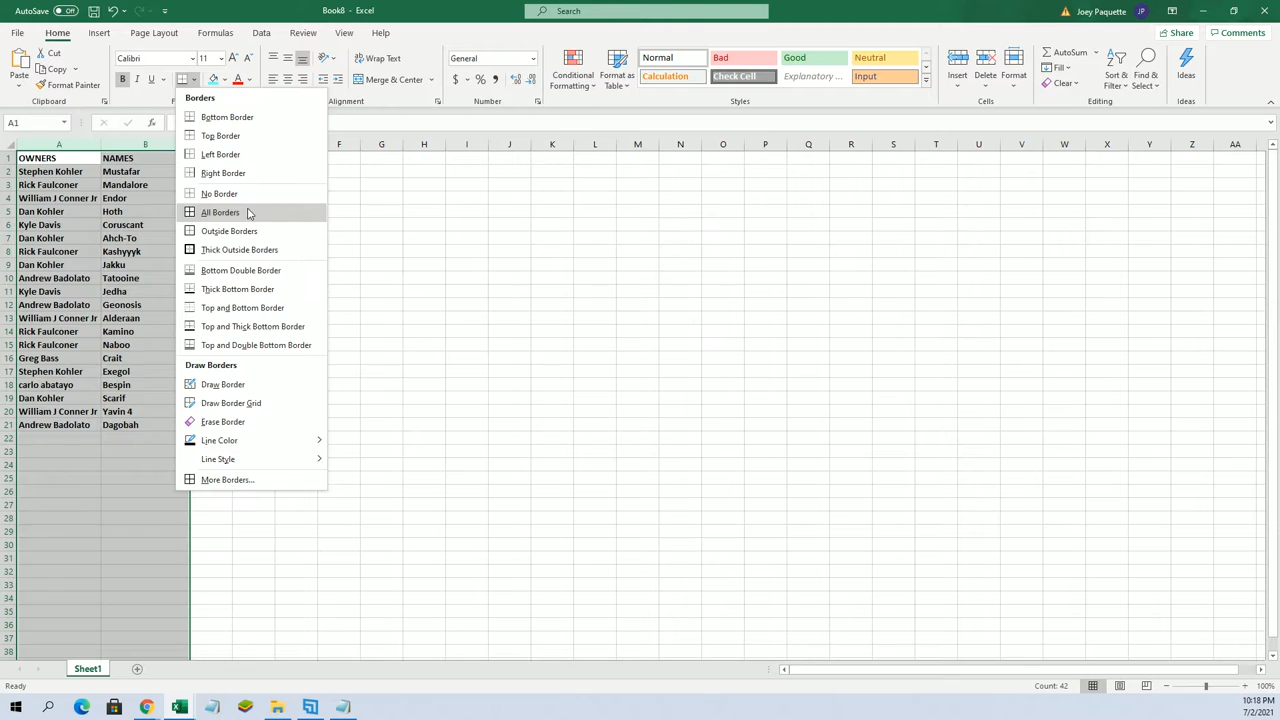 AutoSave Off Book8 - Excel Search Joey Paquette JP
File Home Insert Page Layout Formulas Data Review View Help Share Comments
Paste Cut Copy Format Painter Clipboard
Calibri 11 B I U
Wrap Text Merge & Center Alignment
General $ % Number
Conditional Formatting Format as Table
Normal Bad Good Neutral
Calculation Check Cell Explanatory ... Input
Styles
Insert Delete Format Cells
AutoSum Fill Clear Sort & Filter Find & Select Editing
Ideas Ideas
A1
Borders
Bottom Border
Top Border
Left Border
Right Border
No Border
All Borders
Outside Borders
Thick Outside Borders
Bottom Double Border
Thick Bottom Border
Top and Bottom Border
Top and Thick Bottom Border
Top and Double Bottom Border
Draw Borders
Draw Border
Draw Border Grid
Erase Border
Line Color
Line Style
More Borders...
A B F G H I J K L M N O P Q R S T U V W X Y Z AA
1 OWNERS NAMES
2 Stephen Kohler Mustafar
3 Rick Faulconer Mandalore
4 William J Conner Jr Endor
5 Dan Kohler Hoth
6 Kyle Davis Coruscant
7 Dan Kohler Ahch-To
8 Rick Faulconer Kashyyyk
9 Dan Kohler Jakku
10 Andrew Badolato Tatooine
11 Kyle Davis Jedha
12 Andrew Badolato Geonosis
13 William J Conner Jr Alderaan
14 Rick Faulconer Kamino
15 Rick Faulconer Naboo
16 Greg Bass Crait
17 Stephen Kohler Exegol
18 carlo abatayo Bespin
19 Dan Kohler Scarif
20 William J Conner Jr Yavin 4
21 Andrew Badolato Dagobah
22
23
24
25
26
27
28
29
30
31
32
33
34
35
36
37
38
Sheet1
Ready Count: 42 100%
10:18 PM
7/2/2021